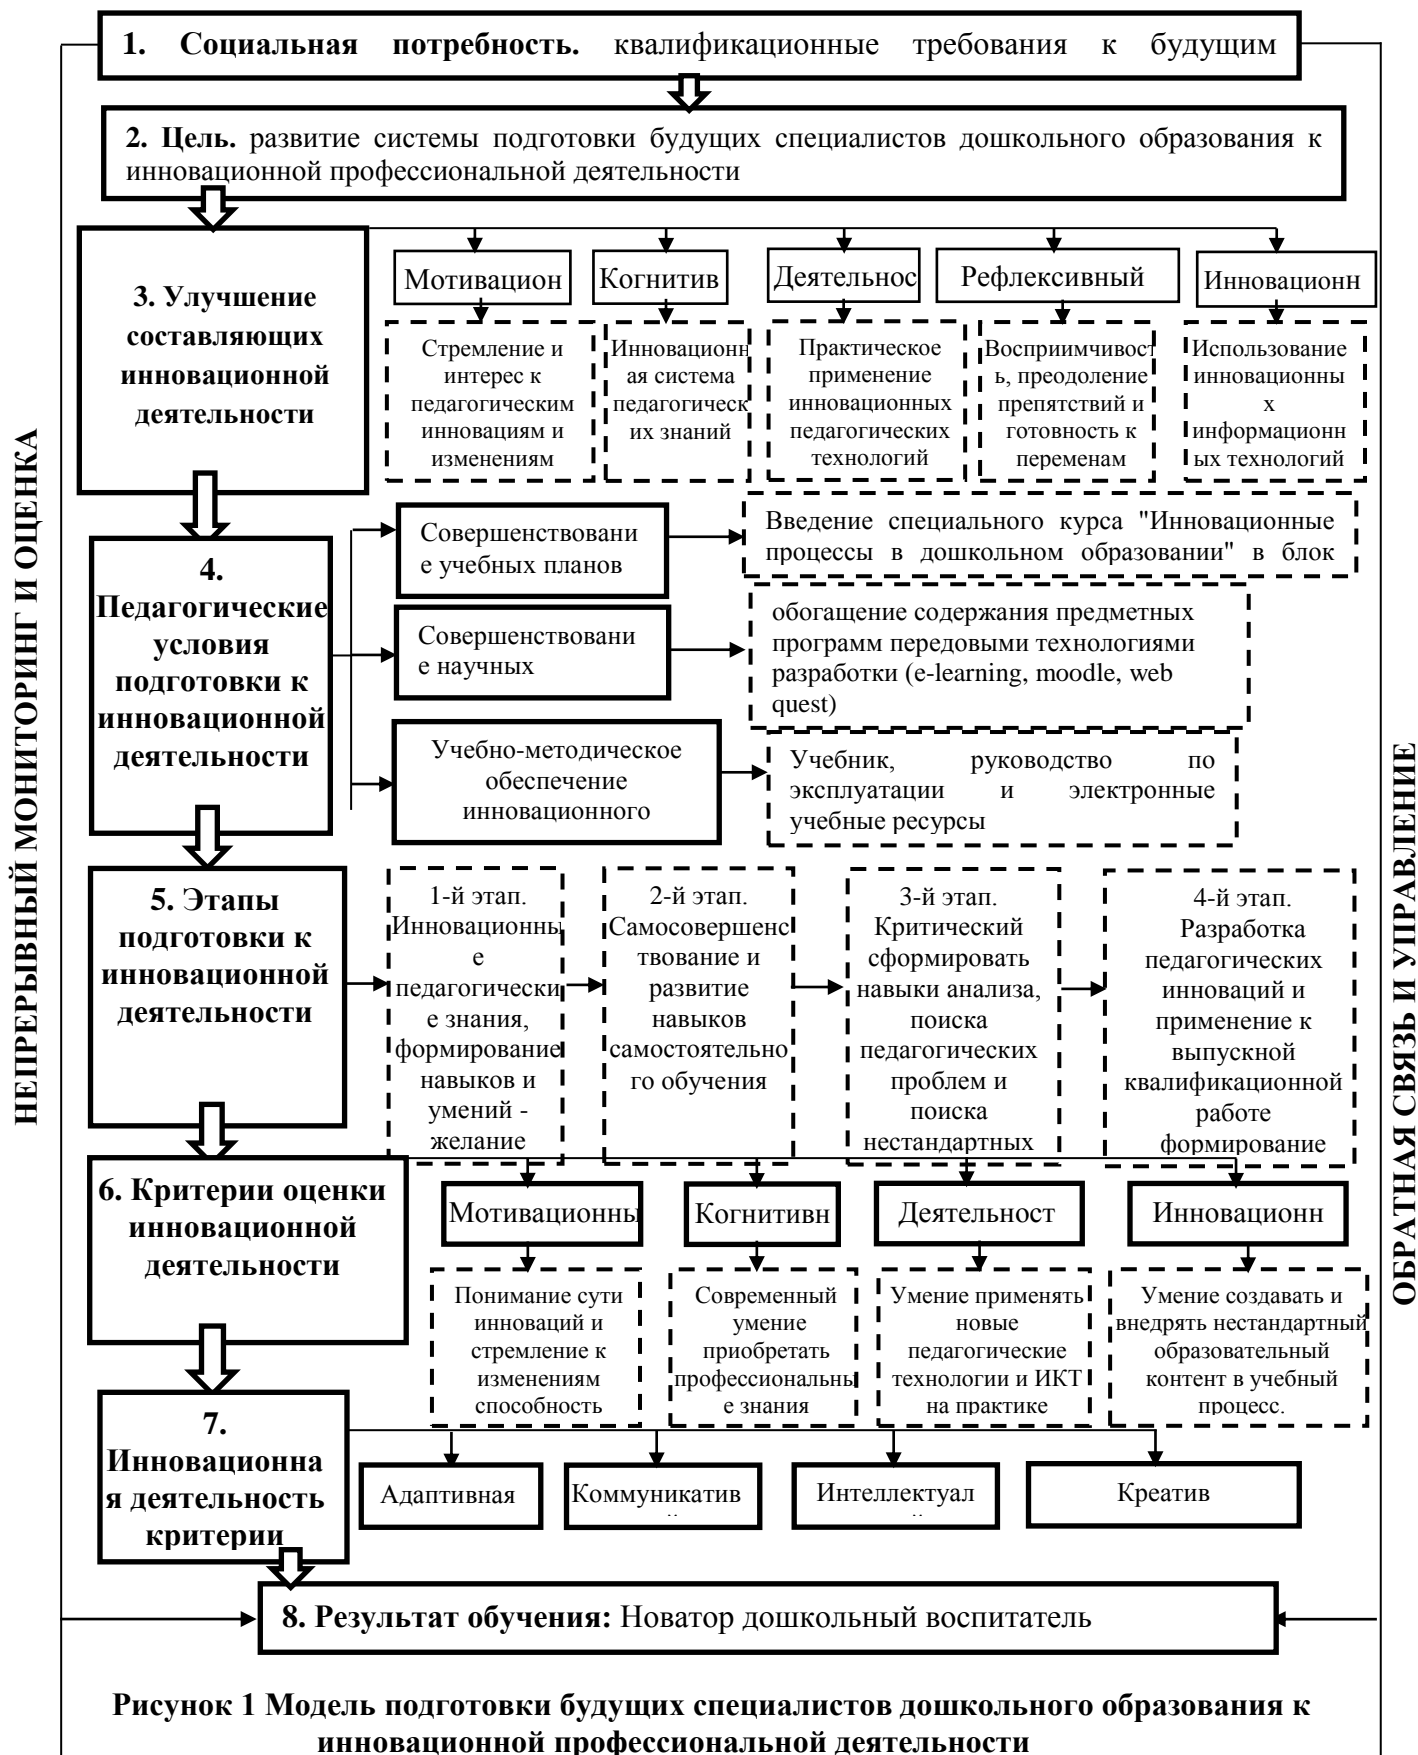 1. Социальная потребность. квалификационные требования к будущим
2. Цель. развитие системы подготовки будущих специалистов дошкольного образования к
инновационной профессиональной деятельности
3. Улучшение
составляющих
инновационной
деятельности
Мотивацион
Когнитив
Деятельнос
Рефлексивный
Инновационн
Стремление и
интерес к
педагогическим
инновациям и
изменениям
Инновационн
ая система
педагогическ
их знаний
Практическое
применение
инновационных
педагогических
технологий
Восприимчивост
ь, преодоление
препятствий и
готовность к
переменам
Использование
инновационны
х
информационн
ых технологий
4.
Педагогические
условия
подготовки к
инновационной
деятельности
Совершенствовани
е учебных планов
Введение специального курса "Инновационные
процессы в дошкольном образовании" в блок
Совершенствовани
е научных
обогащение содержания предметных
программ передовыми технологиями
разработки (e-learning, moodle, web
quest)
Учебно-методическое
обеспечение
инновационного
Учебник, руководство по
эксплуатации и электронные
учебные ресурсы
5. Этапы
подготовки к
инновационной
деятельности
1-й этап.
Инновационны
е
педагогически
е знания,
формирование
навыков и
умений -
желание
2-й этап.
Самосовершенс
твование и
развитие
навыков
самостоятельно
го обучения
3-й этап.
Критический
сформировать
навыки анализа,
поиска
педагогических
проблем и
поиска
нестандартных
4-й этап.
Разработка
педагогических
инноваций и
применение к
выпускной
квалификационной
работе
формирование
6. Критерии оценки
инновационной
деятельности
Мотивационны
Когнитивн
Деятельност
Инновационн
Понимание сути
инноваций и
стремление к
изменениям
способность
Современный
умение
приобретать
профессиональны
е знания
Умение применять
новые
педагогические
технологии и ИКТ
на практике
Умение создавать и
внедрять нестандартный
образовательный
контент в учебный
процесс.
7.
Инновационна
я деятельность
критерии
Адаптивная
Коммуникатив
Интеллектуал
Креатив
8. Результат обучения: Новатор дошкольный воспитатель
НЕПРЕРЫВНЫЙ МОНИТОРИНГ И ОЦЕНКА
ОБРАТНАЯ СВЯЗЬ И УПРАВЛЕНИЕ
Рисунок 1 Модель подготовки будущих специалистов дошкольного образования к
инновационной профессиональной деятельности